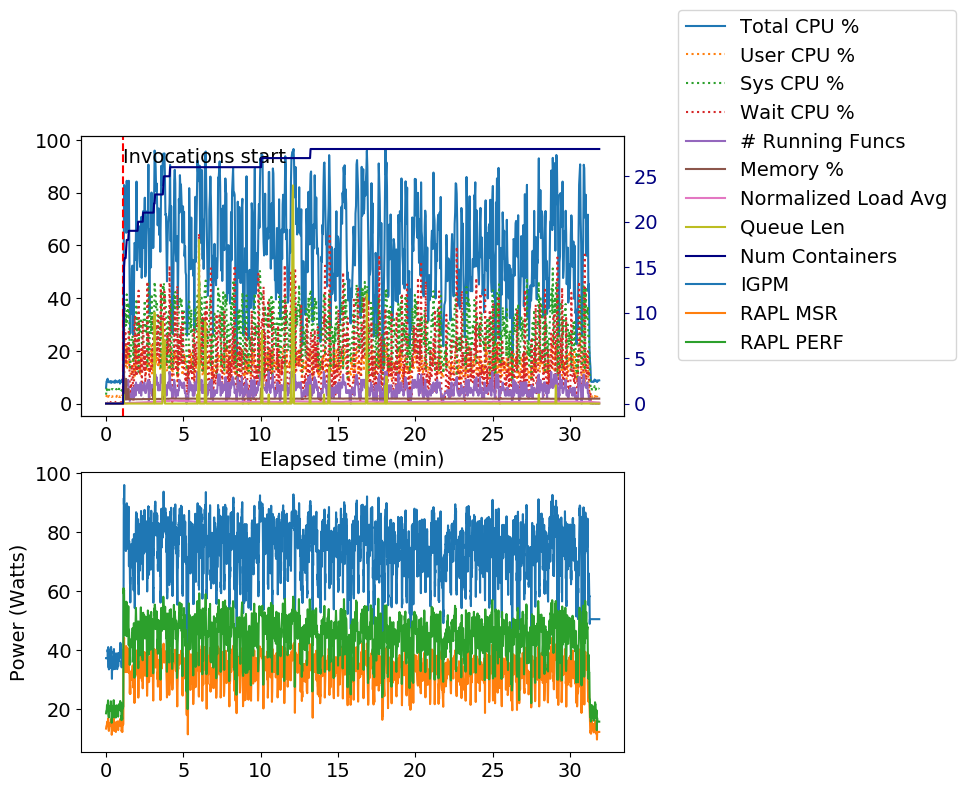 Total CPU %
User CPU %
Sys CPU %
Wait CPU %
# Running Funcs
Memory %
Normalized Load Avg
Queue Len
Num Containers
IGPM
RAPL MSR
RAPL PERF
Invocations start
100
80
60
40
20
0
25
20
15
10
5
0
0 5 10 15 20 25 30
Elapsed time (min)
Power (Watts)
100
80
60
40
20
0 5 10 15 20 25 30